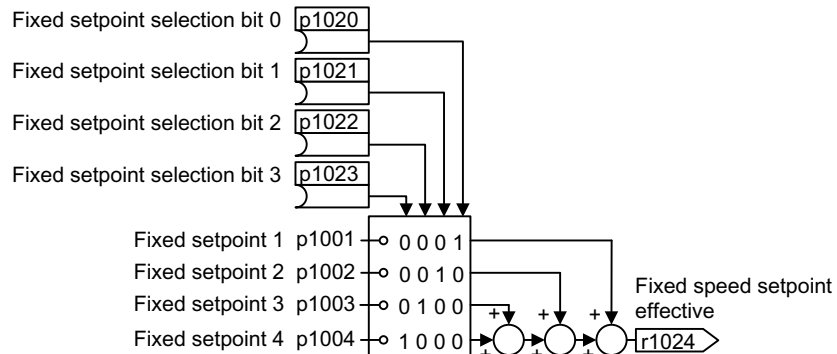 Fixed setpoint selection bit 0 p1020
Fixed setpoint selection bit 1 p1021
Fixed setpoint selection bit 2 p1022
Fixed setpoint selection bit 3 p1023
Fixed setpoint 1 p1001 0 0 0 1
Fixed setpoint 2 p1002 0 0 1 0
Fixed speed setpoint
effective
Fixed setpoint 3 p1003 0 1 0 0 + + +
Fixed setpoint 4 p1004 1 0 0 0 r1024
+ + +